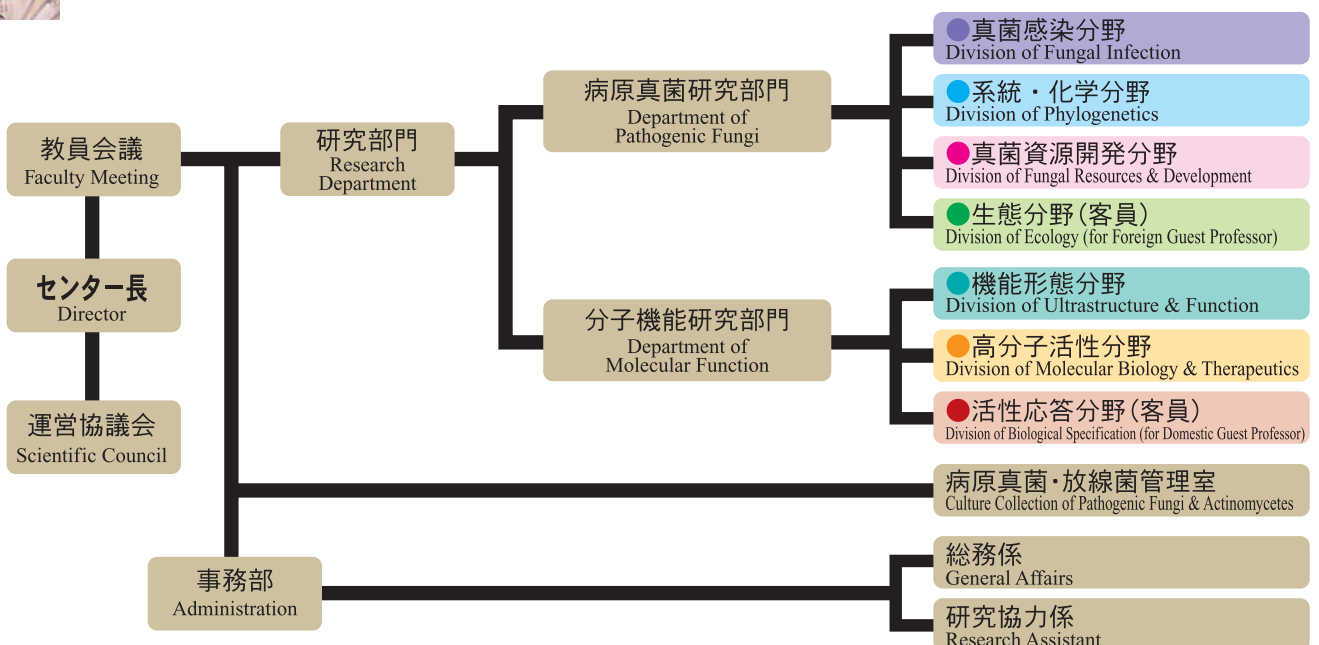 教員会議
Faculty Meeting
センター長
Director
運営協議会
Scientific Council
研究部門
Research
Department
病原真菌研究部門
Department of
Pathogenic Fungi
真菌感染分野
Division of Fungal Infection
系統・化学分野
Division of Phylogenetics
真菌資源開発分野
Division of Fungal Resources & Development
生態分野（客員）
Division of Ecology (for Foreign Guest Professor)
分子機能研究部門
Department of
Molecular Function
機能形態分野
Division of Ultrastructure & Function
高分子活性分野
Division of Molecular Biology & Therapeutics
活性応答分野（客員）
Division of Biological Specification (for Domestic Guest Professor)
病原真菌・放線菌管理室
Culture Collection of Pathogenic Fungi & Actinomycetes
事務部
Administration
総務係
General Affairs
研究協力係
Research Assistant